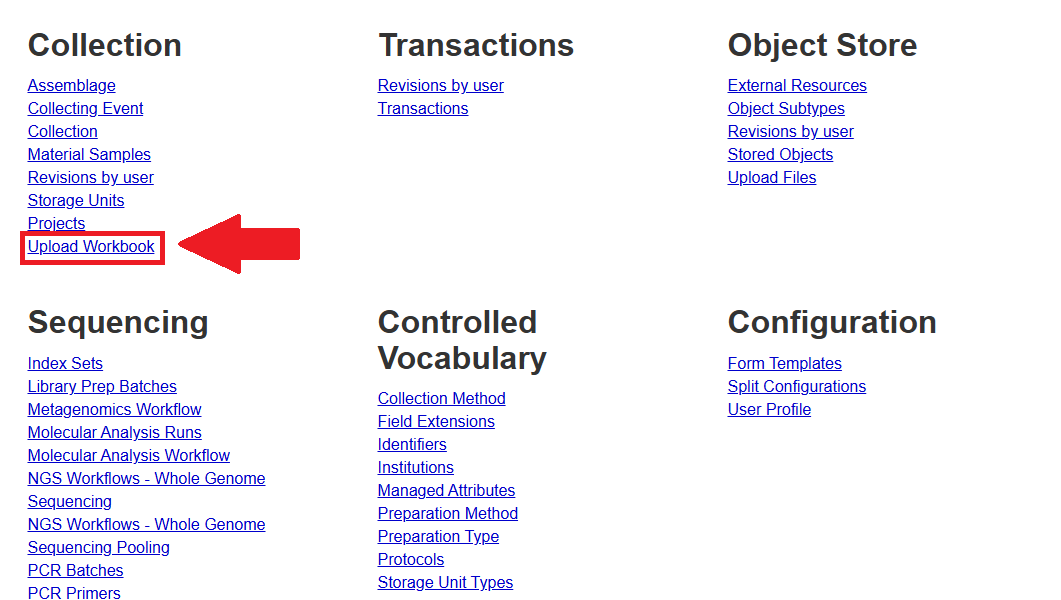 Collection
Assemblage
Collecting Event
Collection
Material Samples
Revisions by user
Storage Units
Projects
Upload Workbook
Transactions
Revisions by user
Transactions
Object Store
External Resources
Object Subtypes
Revisions by user
Stored Objects
Upload Files
Sequencing
Index Sets
Library Prep Batches
Metagenomics Workflow
Molecular Analysis Runs
Molecular Analysis Workflow
NGS Workflows - Whole Genome
Sequencing
NGS Workflows - Whole Genome
Sequencing Pooling
PCR Batches
PCR Primers
Controlled
Vocabulary
Collection Method
Field Extensions
Identifiers
Institutions
Managed Attributes
Preparation Method
Preparation Type
Protocols
Storage Unit Types
Configuration
Form Templates
Split Configurations
User Profile